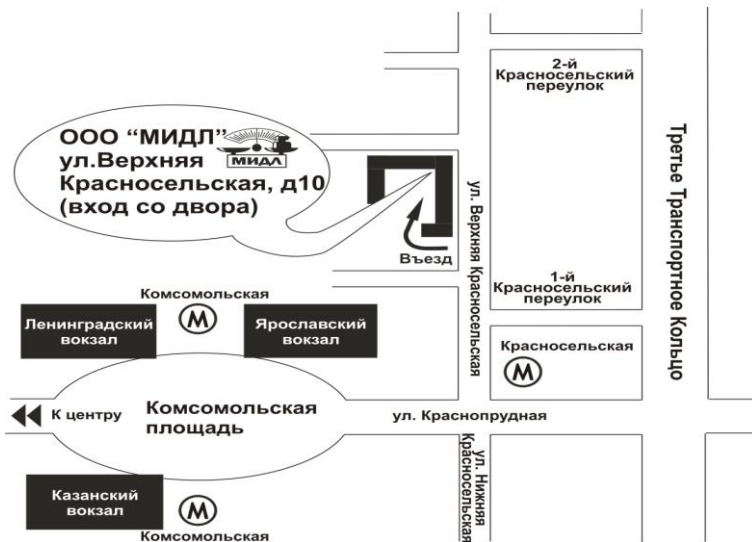 2-й
Красносельский
переулок
ООО “МИДЛ”
МИДЛ
ул.Верхняя
Красносельская, д10
(вход со двора)
Третье Транспортное Кольцо
ул. Верхняя Красносельская
Въезд
1-й
Красносельский
переулок
Комсомольская
М
Ленинградский
вокзал
Ярославский
вокзал
Красносельская
М
К центру
Комсомольская
площадь
ул. Краснопрудная
ул. Нижняя
Красносельская
Казанский
вокзал
М
Комсомольская